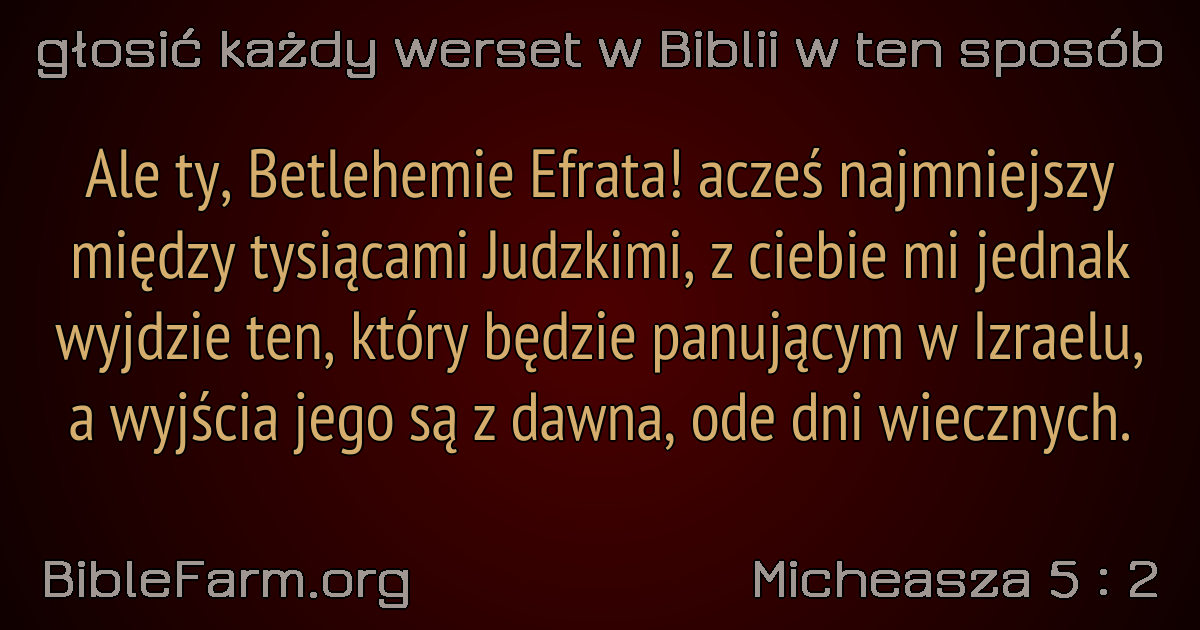 głosić każdy werset w Biblii w ten sposób
Ale ty, Betlehemie Efrata! acześ najmniejszy
między tysiącami Judzkimi, z ciebie mi jednak
wyjdzie ten, który będzie panującym w Izraelu,
a wyjścia jego są z dawna, ode dni wiecznych.
BibleFarm.org
Micheasza 5 : 2